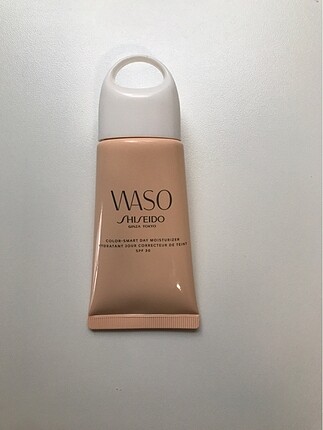 WASO
SHISEIDO
GINZA TOKYO
COLOR-SMART DAY MOISTURIZER
HYDRATANT JOUR CORRECTEUR DE TEINT
SPF 30